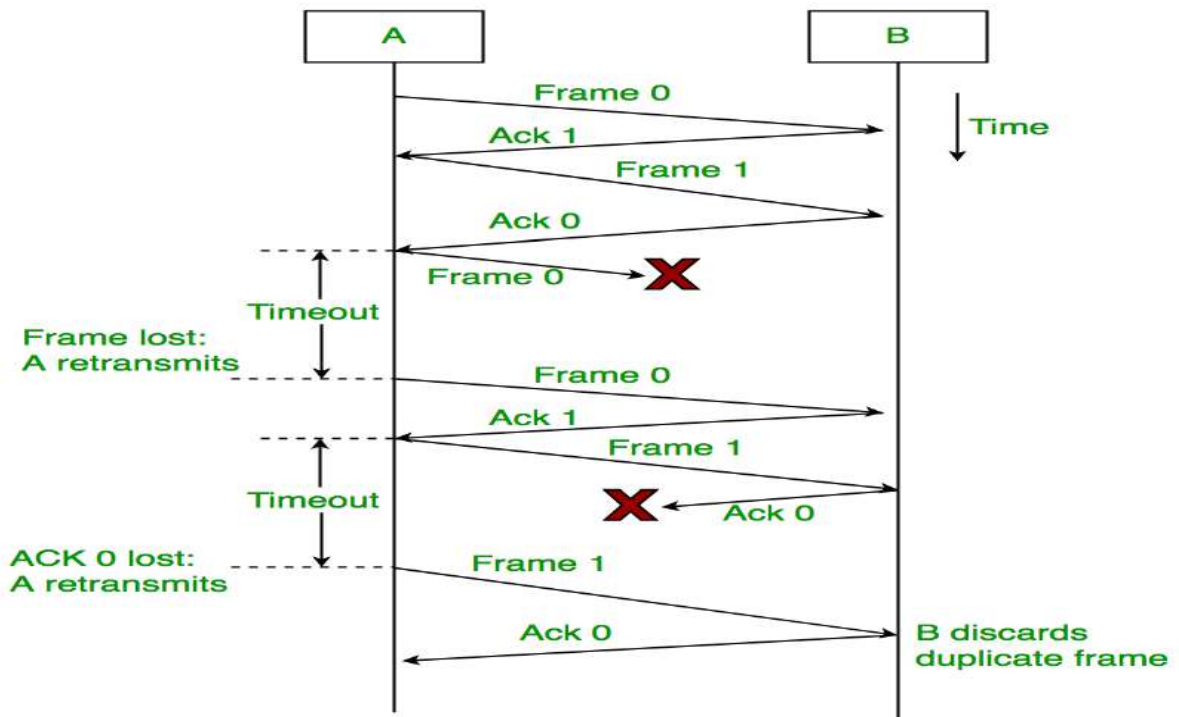 A
B
Frame 0
Time
Ack 1
Frame 1
Ack 0
Frame 0
Timeout
Frame lost:
A retransmits
Frame 0
Ack 1
Frame 1
Timeout
Ack 0
ACK 0 lost:
A retransmits
Frame 1
Ack 0
B discards
duplicate frame